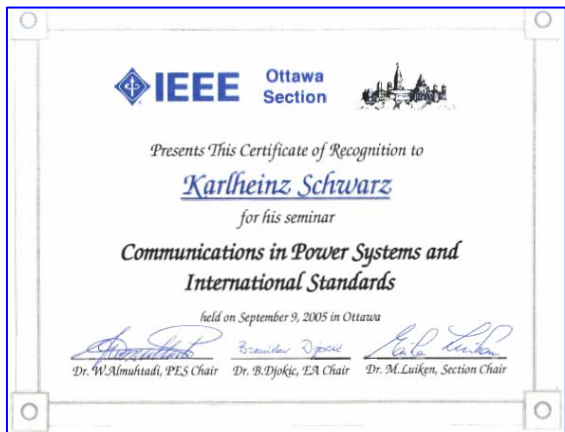 IEEE Ottawa Section
Presents This Certificate of Recognition to
Karlheinz Schwarz
for his seminar
Communications in Power Systems and
International Standards
held on September 9, 2005 in Ottawa
Branislav Djokic
Dr. W.Almuhtadi, PES Chair Dr. B.Djokic, EA Chair Dr. M.Luiken, Section Chair